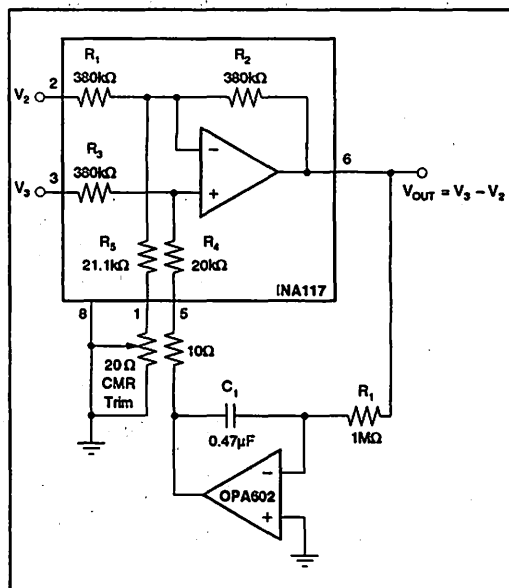 R1
380kΩ
R2
380kΩ
2
V2
R3
380kΩ
3
V3
−
+
6
VOUT = V3 – V2
R5
21.1kΩ
R4
20kΩ
INA117
8
1
5
20Ω
CMR
Trim
10Ω
C1
0.47µF
R1
1MΩ
−
OPA602
+